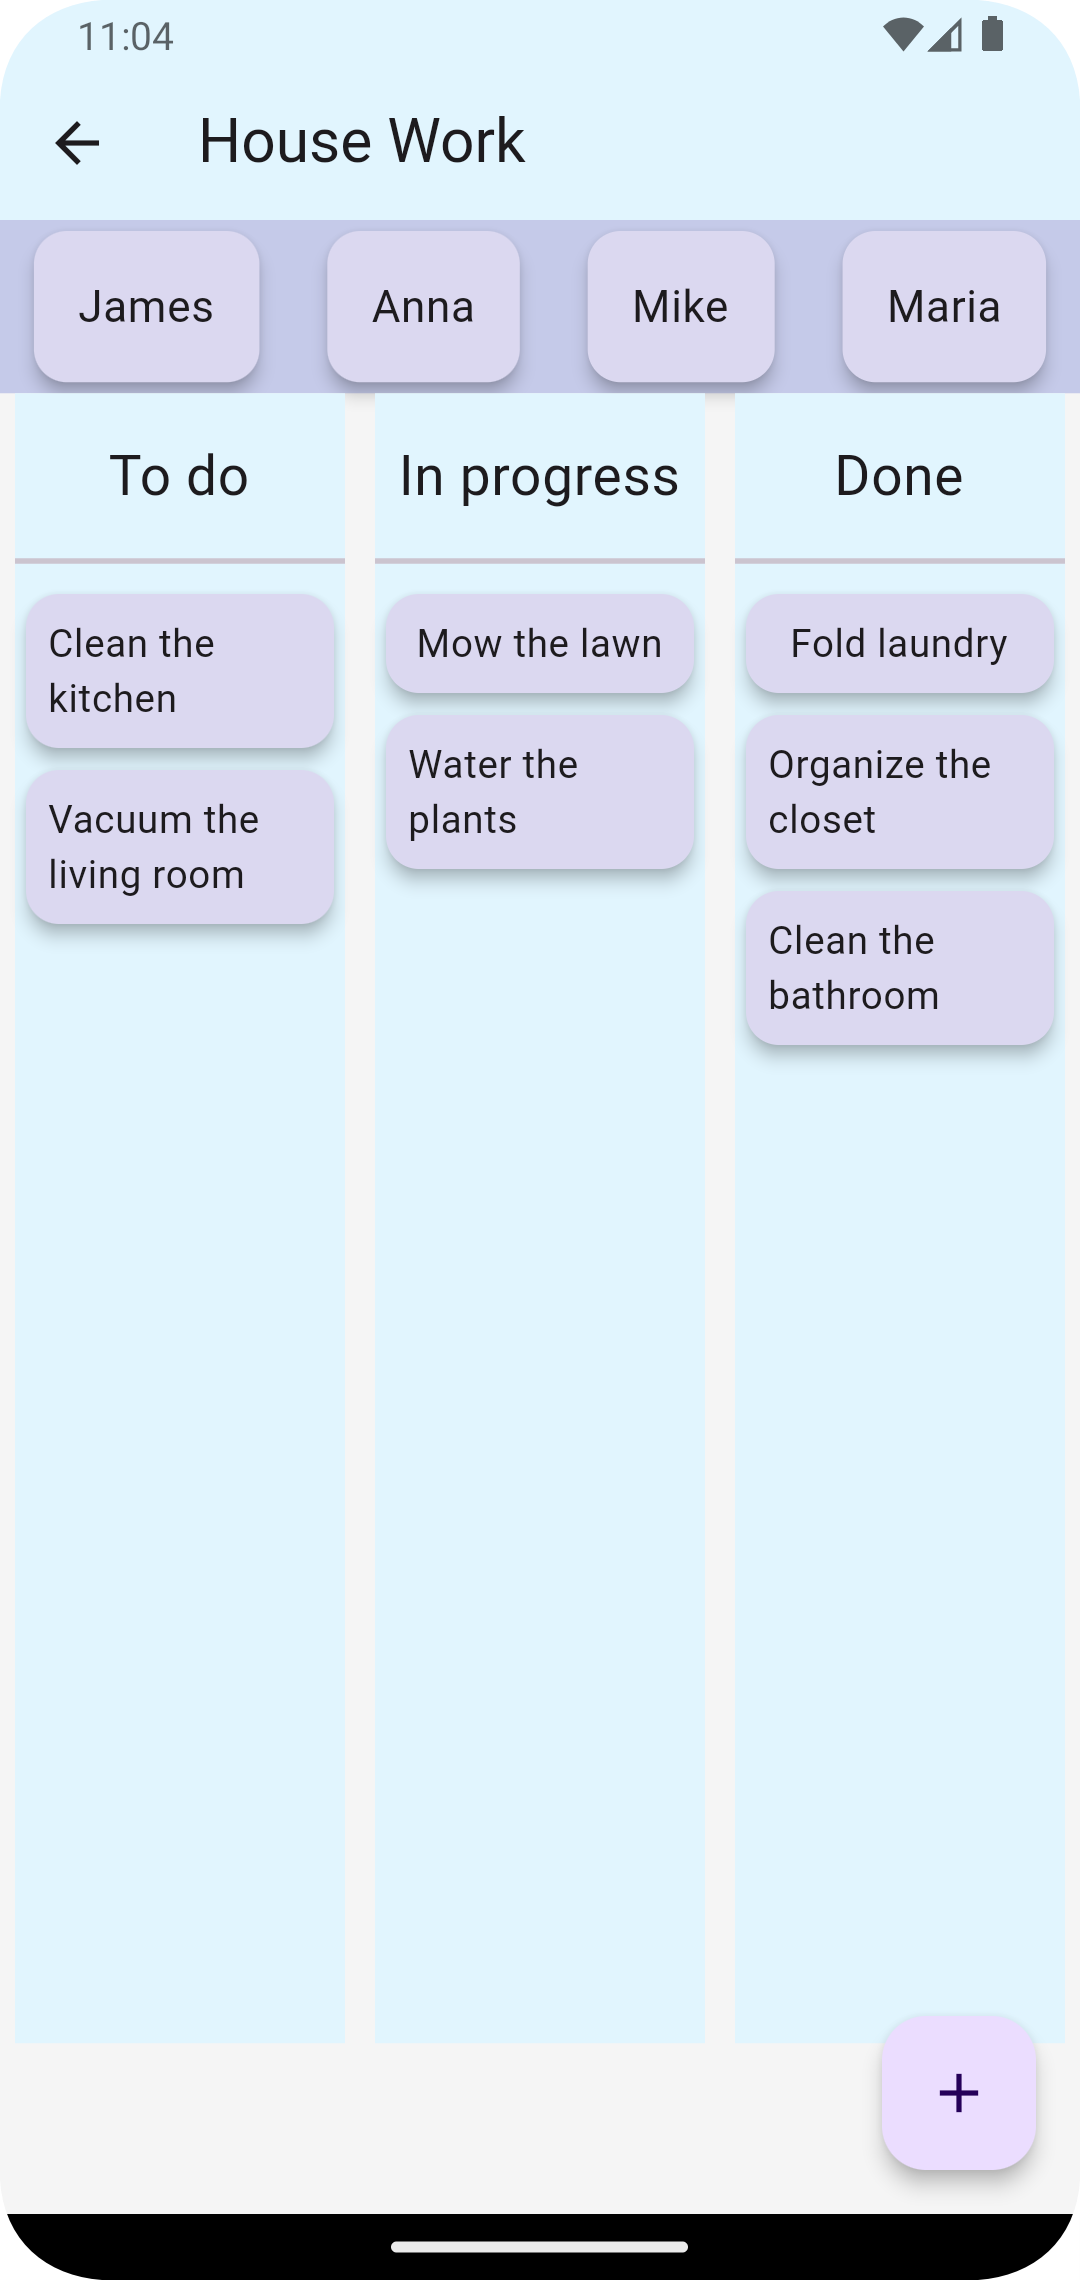 11:04
House Work
James
Anna
Mike
Maria
To do
Clean the
kitchen
Vacuum the
living room
In progress
Mow the lawn
Water the
plants
Done
Fold laundry
Organize the
closet
Clean the
bathroom